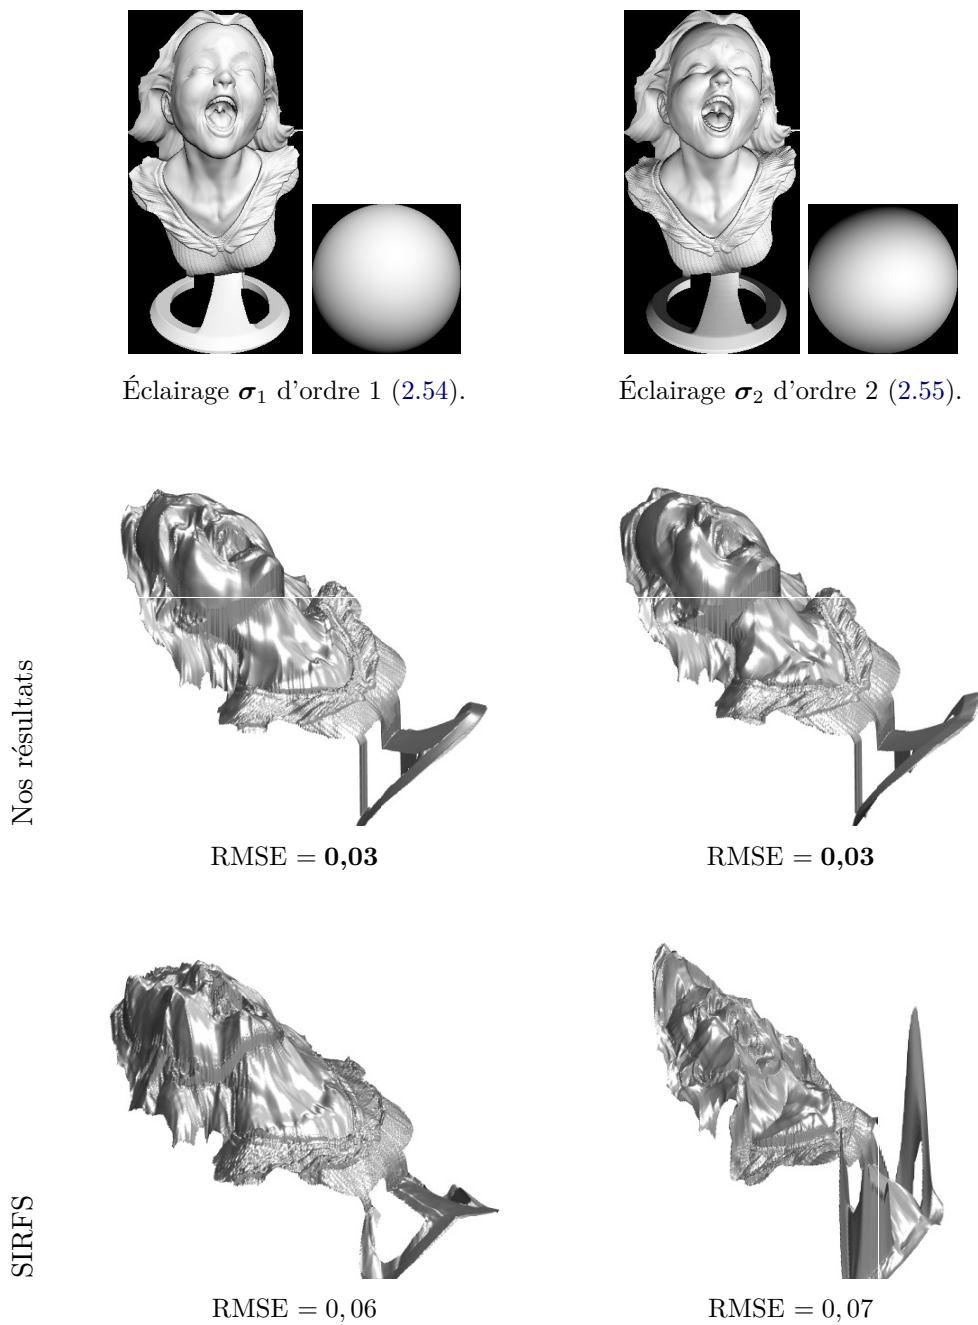 Éclairage σ₁ d'ordre 1 (2.54).
Éclairage σ₂ d'ordre 2 (2.55).
Nos résultats
RMSE = 0,03
RMSE = 0,03
SIRFS
RMSE = 0, 06
RMSE = 0, 07